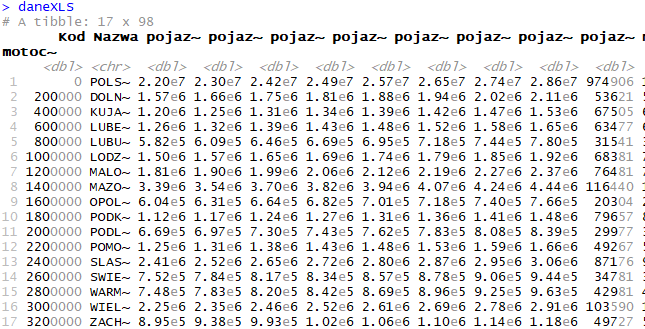 > daneXLS
# A tibble: 17 x 98
Kod Nazwa pojaz~ pojaz~ pojaz~ pojaz~ pojaz~ pojaz~ pojaz~ pojaz~
motoc~
<dbl> <chr> <dbl> <dbl> <dbl> <dbl> <dbl> <dbl> <dbl> <dbl> <dbl>
1 0 POLS~ 2.20e7 2.30e7 2.42e7 2.49e7 2.57e7 2.65e7 2.74e7 2.86e7 974906
2 200000 DOLN~ 1.57e6 1.66e6 1.75e6 1.81e6 1.88e6 1.94e6 2.02e6 2.11e6 53621
3 400000 KUJA~ 1.20e6 1.25e6 1.31e6 1.34e6 1.39e6 1.42e6 1.47e6 1.53e6 67505
4 600000 LUBE~ 1.26e6 1.32e6 1.39e6 1.43e6 1.48e6 1.52e6 1.58e6 1.65e6 63477
5 800000 LUBU~ 5.82e5 6.09e5 6.46e5 6.69e5 6.95e5 7.18e5 7.44e5 7.80e5 31541
6 1000000 LODZ~ 1.50e6 1.57e6 1.65e6 1.69e6 1.74e6 1.79e6 1.85e6 1.92e6 68381
7 1200000 MALO~ 1.81e6 1.90e6 1.99e6 2.06e6 2.12e6 2.19e6 2.27e6 2.37e6 76481
8 1400000 MAZO~ 3.39e6 3.54e6 3.70e6 3.82e6 3.94e6 4.07e6 4.24e6 4.44e6 116440
9 1600000 OPOL~ 6.04e5 6.31e5 6.64e5 6.82e5 7.01e5 7.18e5 7.40e5 7.66e5 20304
10 1800000 PODK~ 1.12e6 1.17e6 1.24e6 1.27e6 1.31e6 1.36e6 1.41e6 1.48e6 79657
11 2000000 PODL~ 6.69e5 6.97e5 7.30e5 7.43e5 7.62e5 7.83e5 8.08e5 8.39e5 29977
12 2200000 POMO~ 1.25e6 1.31e6 1.38e6 1.43e6 1.48e6 1.53e6 1.59e6 1.66e6 49267
13 2400000 SLAS~ 2.41e6 2.52e6 2.65e6 2.72e6 2.80e6 2.87e6 2.95e6 3.06e6 87176
14 2600000 SWIE~ 7.52e5 7.84e5 8.17e5 8.34e5 8.57e5 8.78e5 9.06e5 9.44e5 34781
15 2800000 WARM~ 7.48e5 7.83e5 8.20e5 8.42e5 8.69e5 8.96e5 9.25e5 9.63e5 42981
16 3000000 WIEL~ 2.25e6 2.35e6 2.46e6 2.52e6 2.61e6 2.69e6 2.78e6 2.91e6 103590
17 3200000 ZACH~ 8.95e5 9.38e5 9.93e5 1.02e6 1.06e6 1.10e6 1.14e6 1.18e6 49727